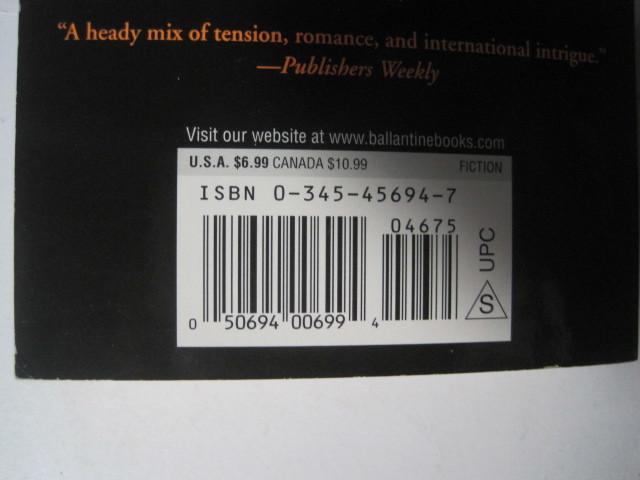 “A heady mix of tension, romance, and international intrigue.”
—Publishers Weekly
Visit our website at www.ballantinebooks.com
U.S.A. $6.99 CANADA $10.99 FICTION
ISBN 0-345-45694-7
04675
UPC
S
0 50694 00699 4